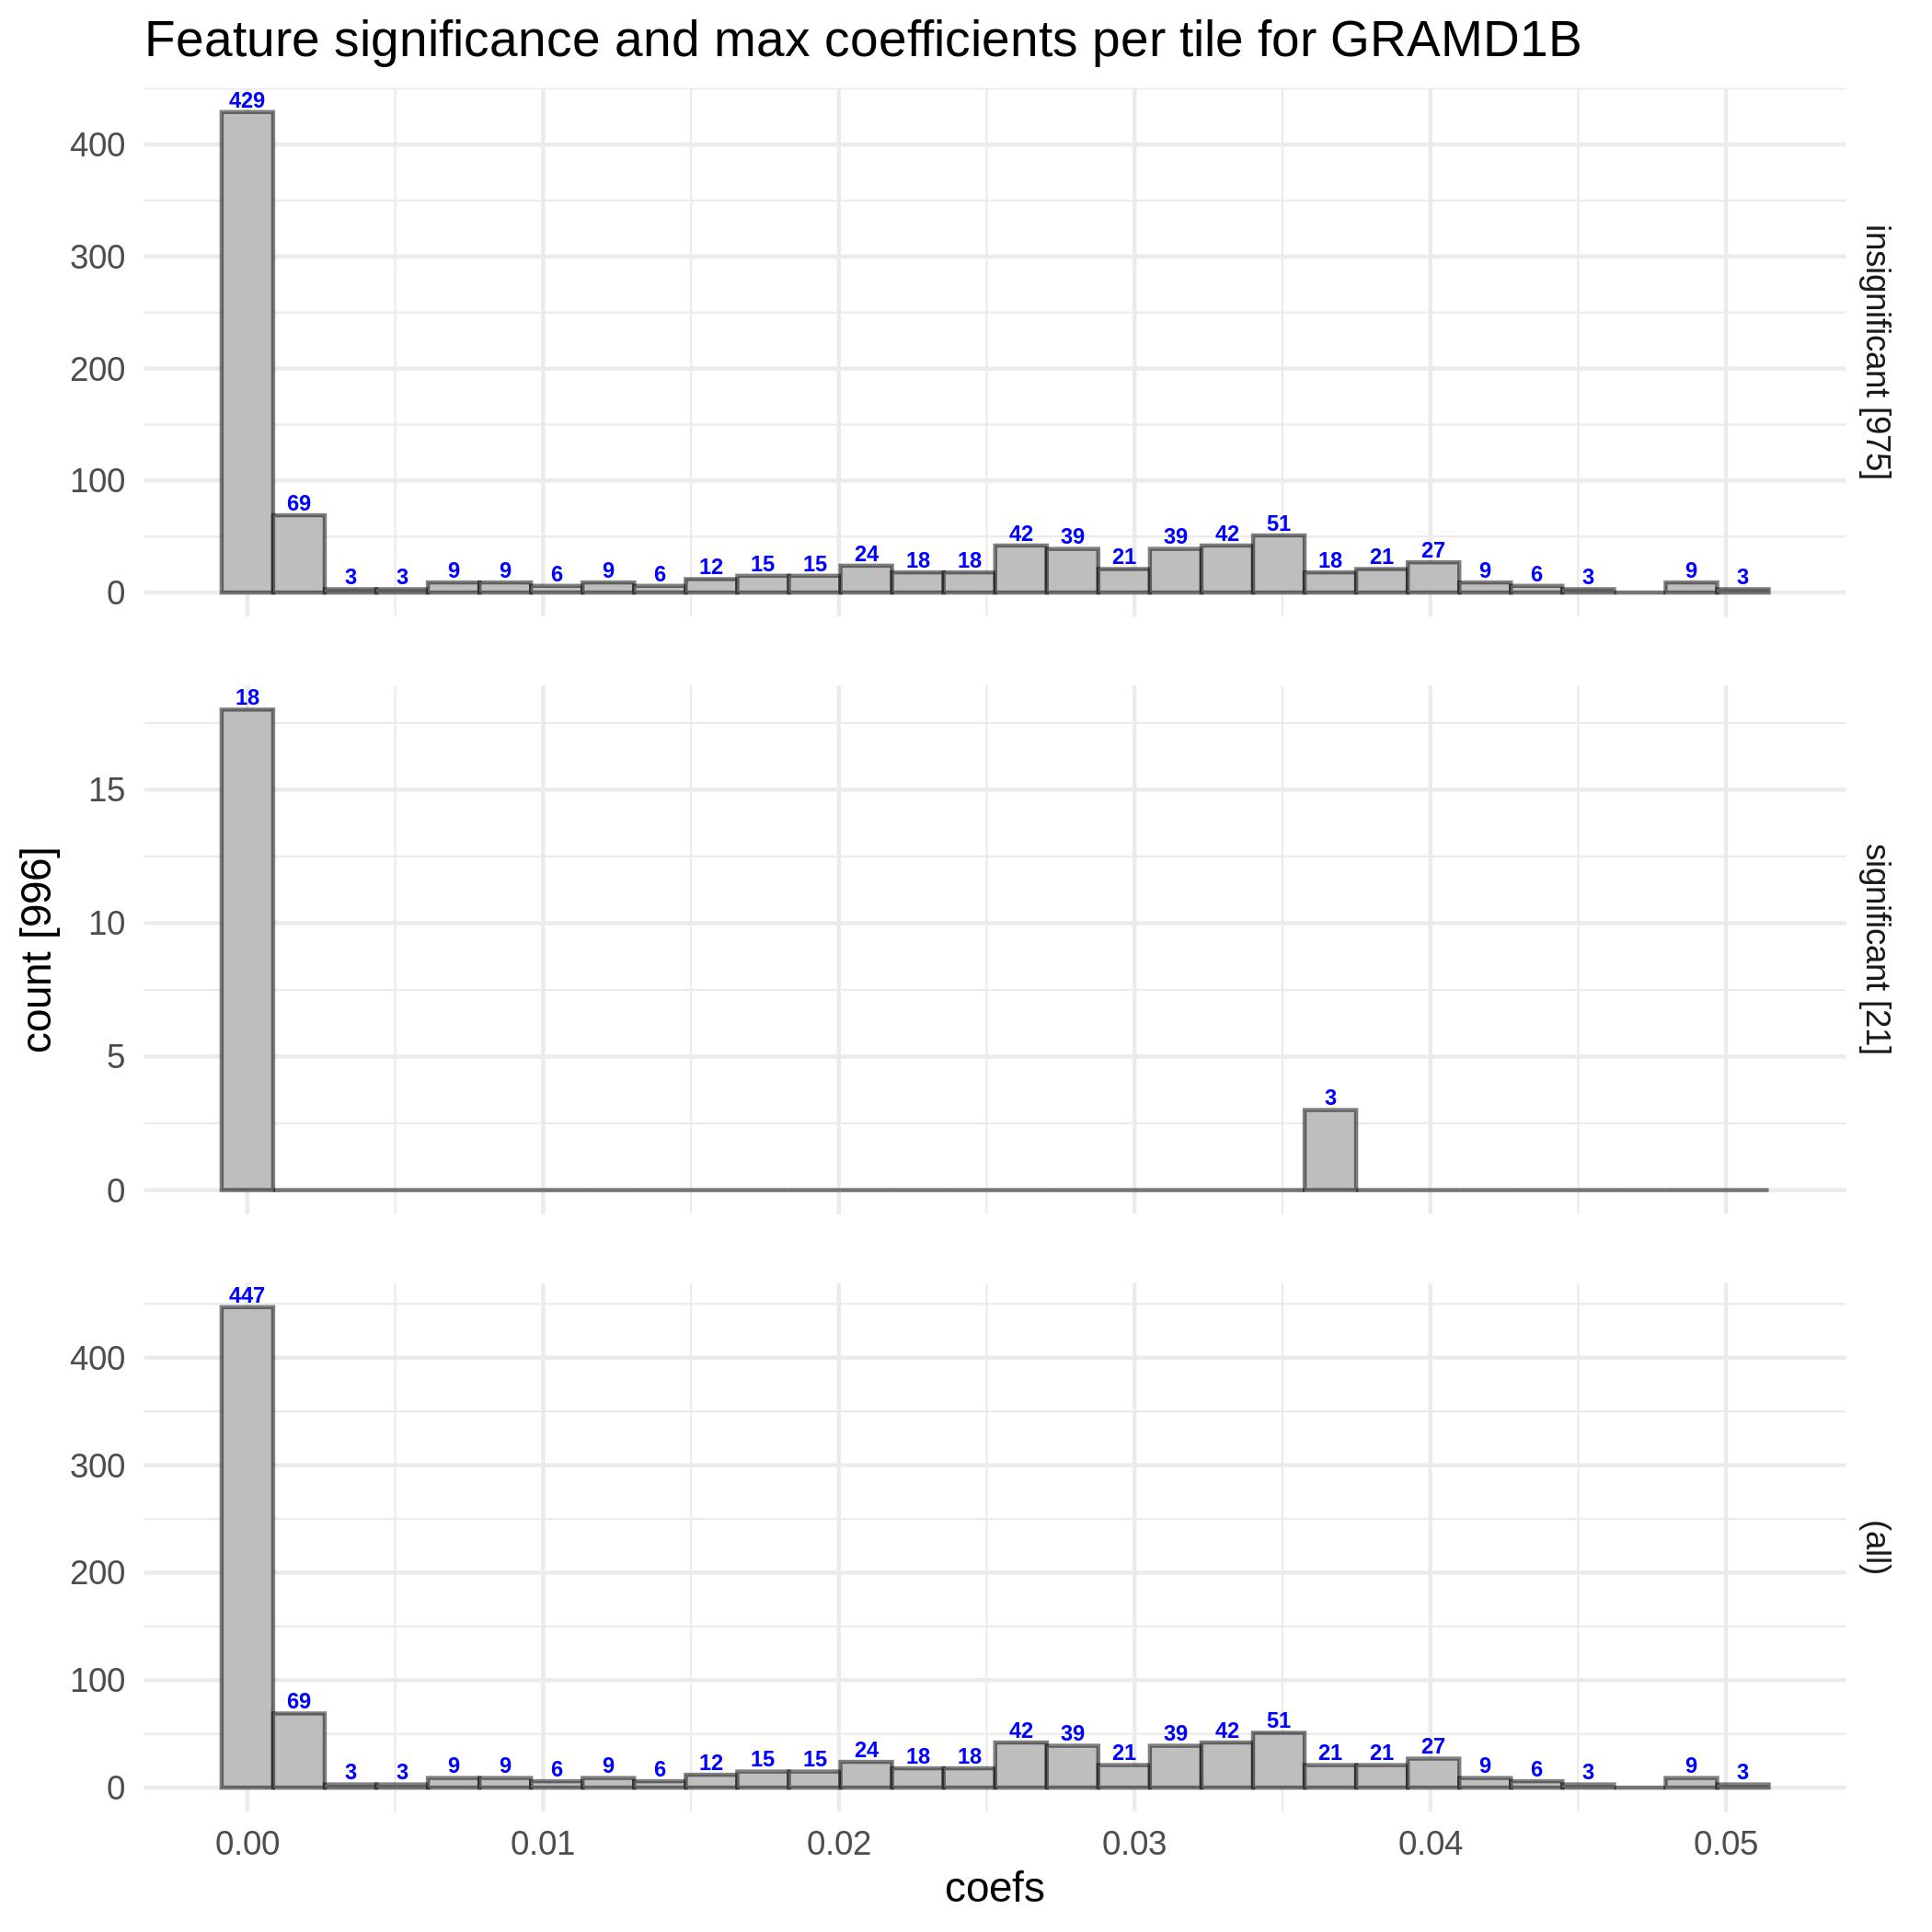 Feature significance and max coefficients per tile for GRAMD1B
429
400
300
200
100
0
69 3 3 9 9 6 9 6 12 15 15 24 18 18 42 39 21 39 42 51 18 21 27 9 6 3 9 3
insignificant [975]
18
15
10
5
0
3
significant [21]
count [996]
447
400
300
200
100
0
69 3 3 9 9 6 9 6 12 15 15 24 18 18 42 39 21 39 42 51 21 21 27 9 6 3 9 3
(all)
0.00 0.01 0.02 0.03 0.04 0.05
coefs